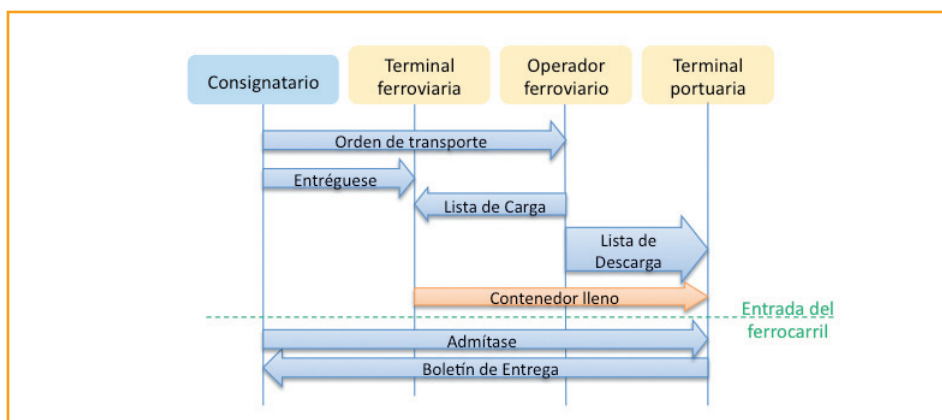 Consignatario
Terminal
ferroviaria
Operador
ferroviario
Terminal
portuaria
Orden de transporte
Entréguese
Lista de Carga
Lista de
Descarga
Contenedor lleno
Entrada del
ferrocarril
Admítase
Boletín de Entrega